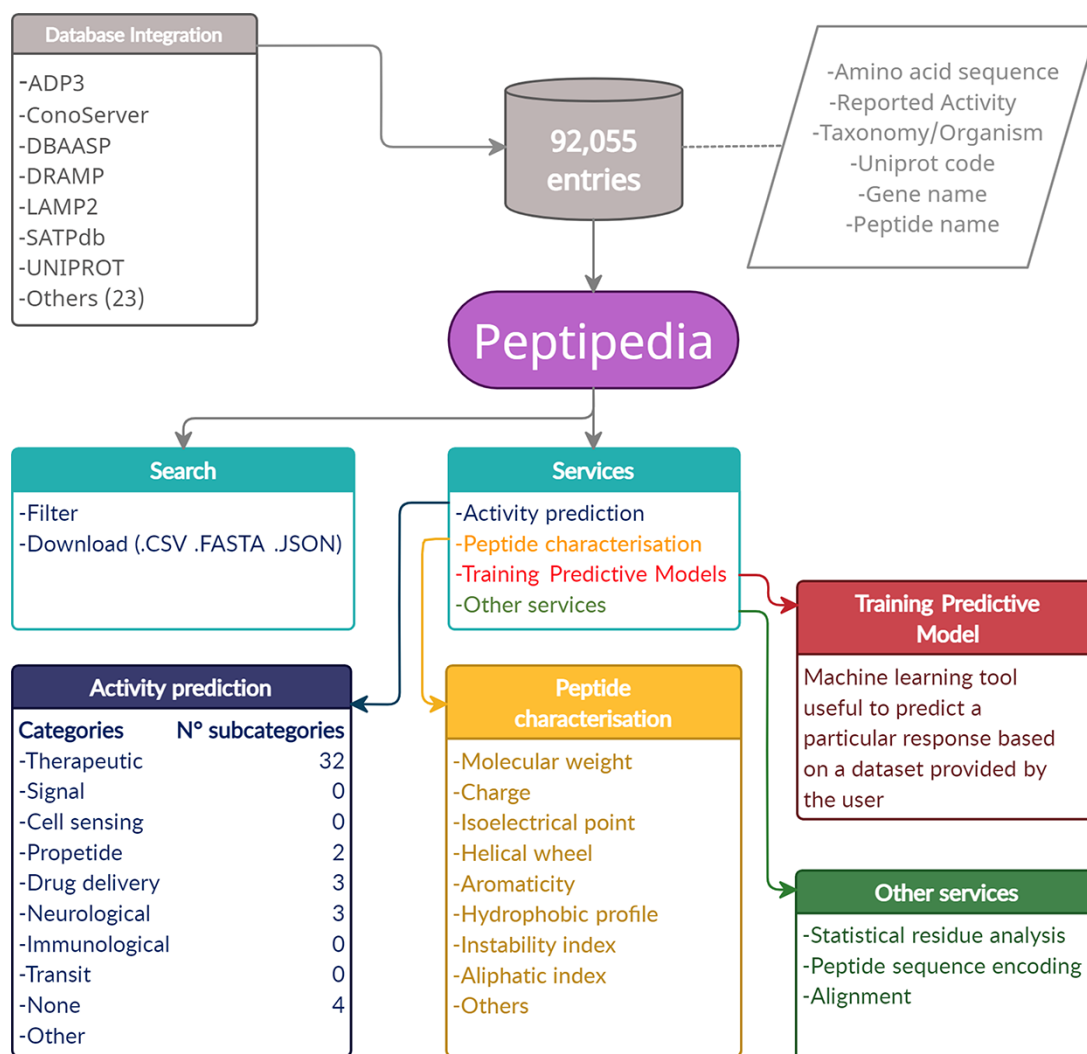 Database Integration
-ADP3
-ConoServer
-DBAASP
-DRAMP
-LAMP2
-SATPdb
-UNIPROT
-Others (23)
92,055
entries
-Amino acid sequence
-Reported Activity
-Taxonomy/Organism
-Uniprot code
-Gene name
-Peptide name
Peptipedia
Search
-Filter
-Download (.CSV .FASTA .JSON)
Services
-Activity prediction
-Peptide characterisation
-Training Predictive Models
-Other services
Activity prediction
Categories N° subcategories
-Therapeutic 32
-Signal 0
-Cell sensing 0
-Propetide 2
-Drug delivery 3
-Neurological 3
-Immunological 0
-Transit 0
-None 4
-Other
Peptide
characterisation
-Molecular weight
-Charge
-Isoelectrical point
-Helical wheel
-Aromaticity
-Hydrophobic profile
-Instability index
-Aliphatic index
-Others
Training Predictive
Model
Machine learning tool
useful to predict a
particular response based
on a dataset provided by
the user
Other services
-Statistical residue analysis
-Peptide sequence encoding
-Alignment